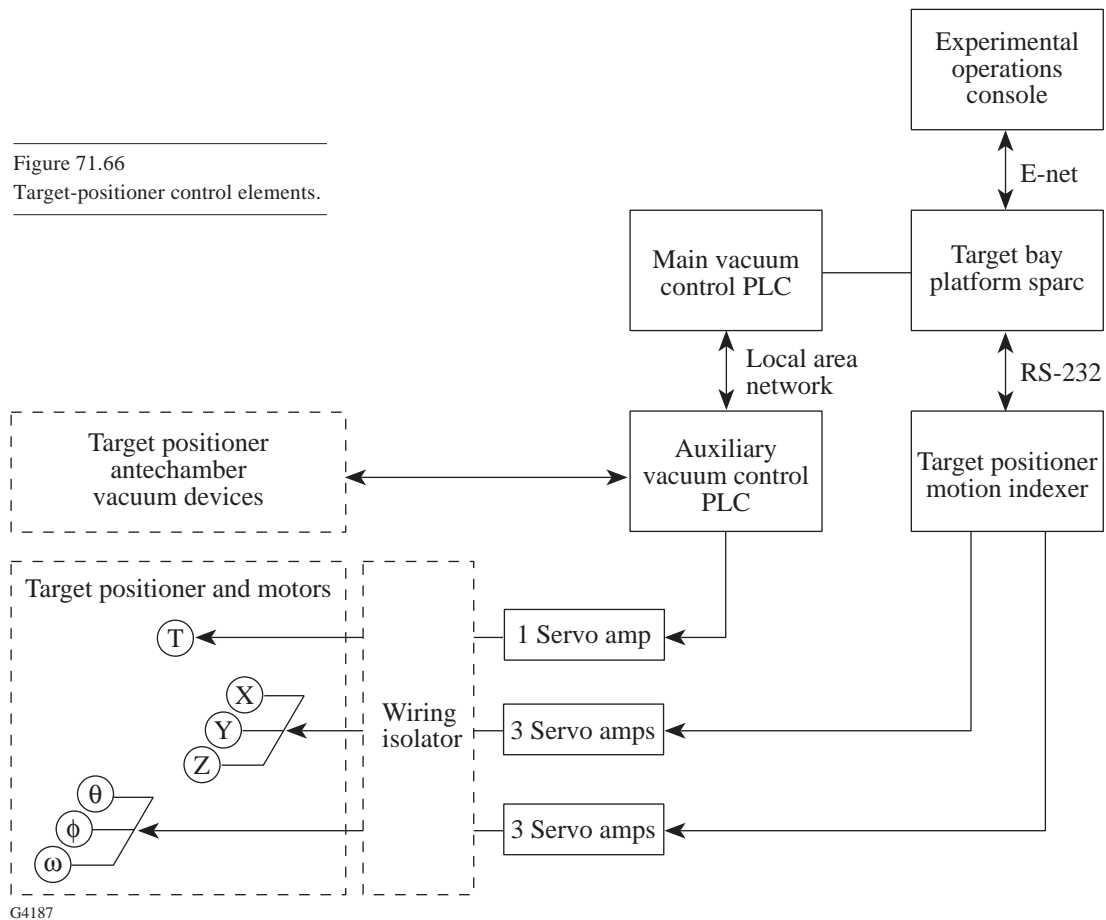 Experimental
operations
console
Figure 71.66
Target-positioner control elements.
E-net
Main vacuum
control PLC
Target bay
platform sparc
Local area
network
RS-232
Target positioner
antechamber
vacuum devices
Auxiliary
vacuum control
PLC
Target positioner
motion indexer
Target positioner and motors
T
1 Servo amp
X
Y
Z
Wiring
isolator
3 Servo amps
θ
ϕ
ω
3 Servo amps
G4187